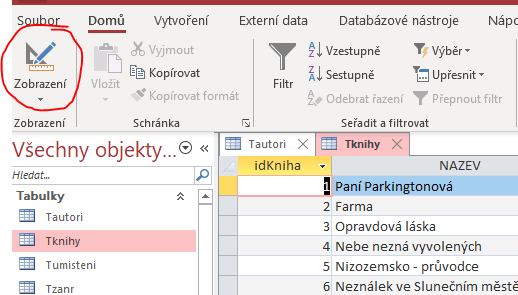 Soubor Domů Vytvoření Externí data Databázové nástroje
Zobrazení
Zobrazení
Vložit
Vyjmout
Kopírovat
Kopírovat formát
Schránka
Filtr
Vzestupně
Sestupně
Odebrat řazení
Výběr
Upřesnit
Přepnout filtr
Seřadit a filtrovat
Všechny objekty...
Hledat...
Tabulky
Tautori
Tknihy
Tumisteni
Tzanr
Tautori Tknihy
idKniha NAZEV
1 Paní Parkingtonová
2 Farma
3 Opravdová láska
4 Nebe nezná vyvolených
5 Nizozemsko - průvodce
6 Neználek ve Slunečním městě